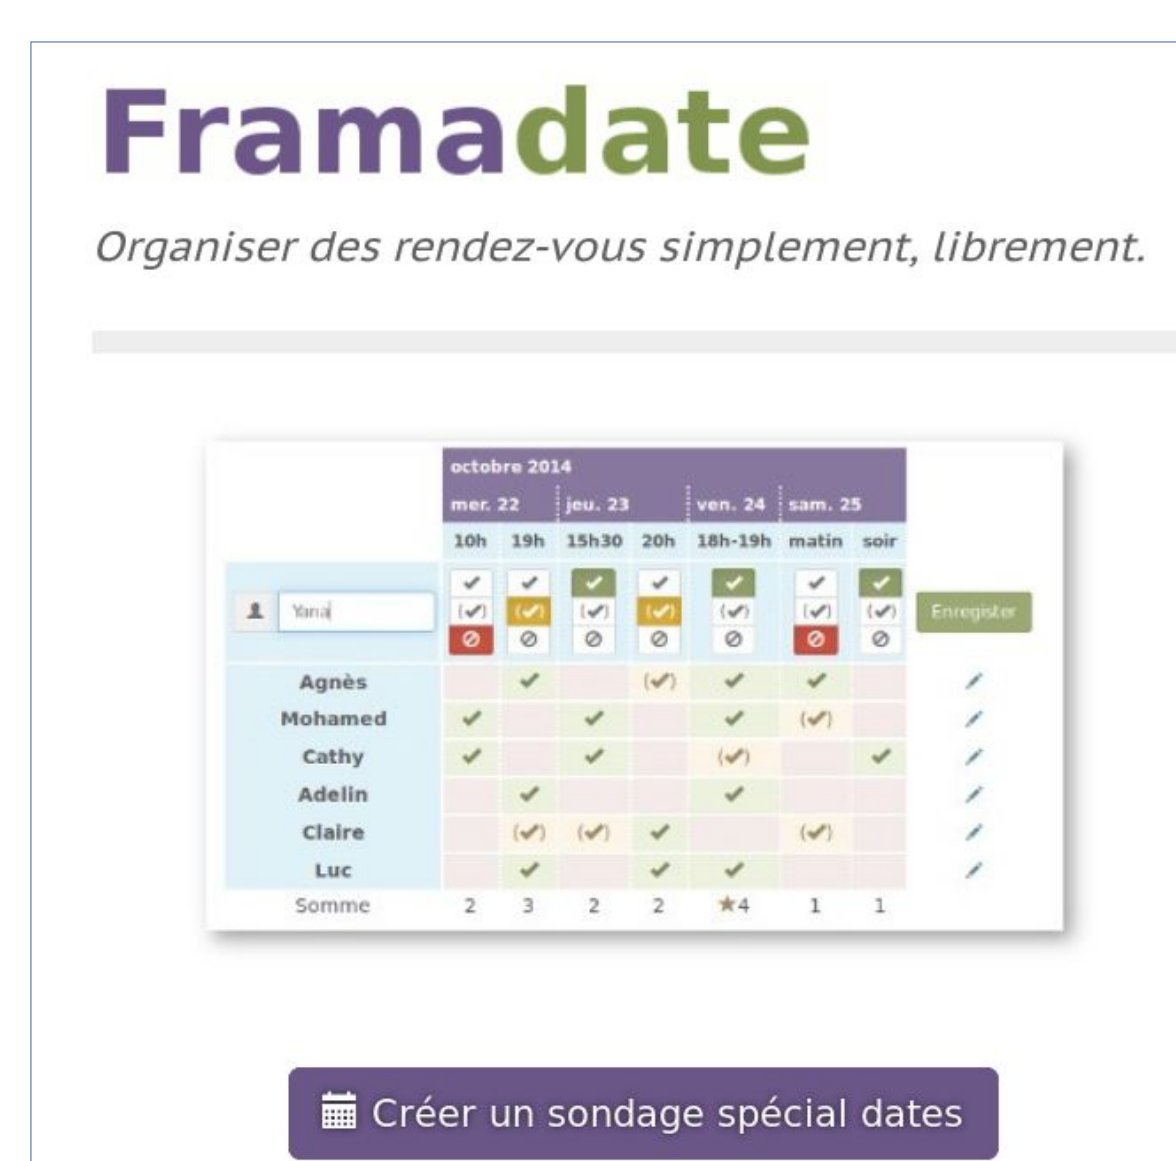 Framadate
Organiser des rendez-vous simplement, librement.
octobre 2014
mer. 22 jeu. 23 ven. 24 sam. 25
10h 19h 15h30 20h 18h-19h matin soir
Yana Enregister
Agnès
Mohamed
Cathy
Adelin
Claire
Luc
Somme 2 3 2 2 ★4 1 1
Créer un sondage spécial dates